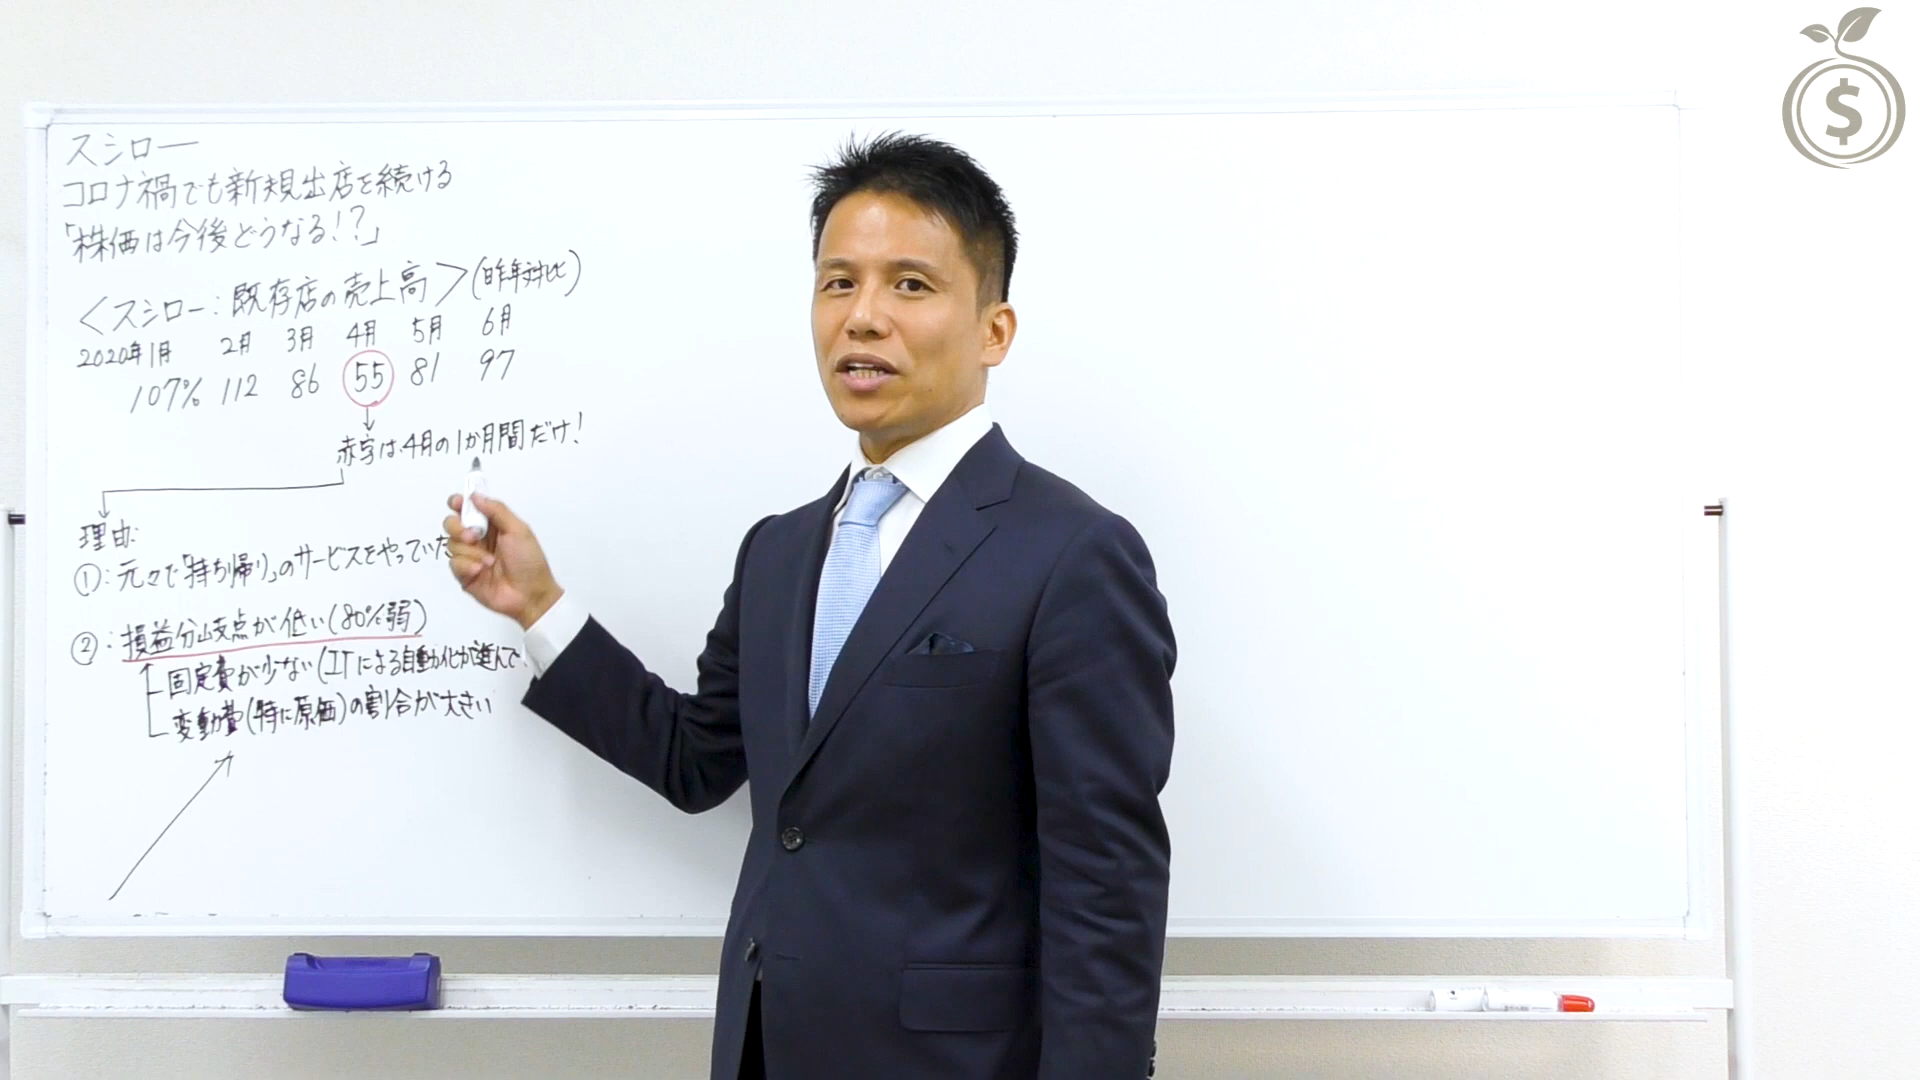 スシロー
コロナ禍でも新規出店を続ける
「株価は今後どうなる!?」
<スシロー:既存店の売上高>(昨年対比)
2020年1月 2月 3月 4月 5月 6月
107% 112 86 55 81 97
赤字は4月の1か月間だけ!
理由:
①:元々で「持ち帰り」のサービスをやっていた
②:損益分岐点が低い(80%弱)
固定費が少ない(ITによる自動化が進んで
変動費(特に原価)の割合が大きい
$